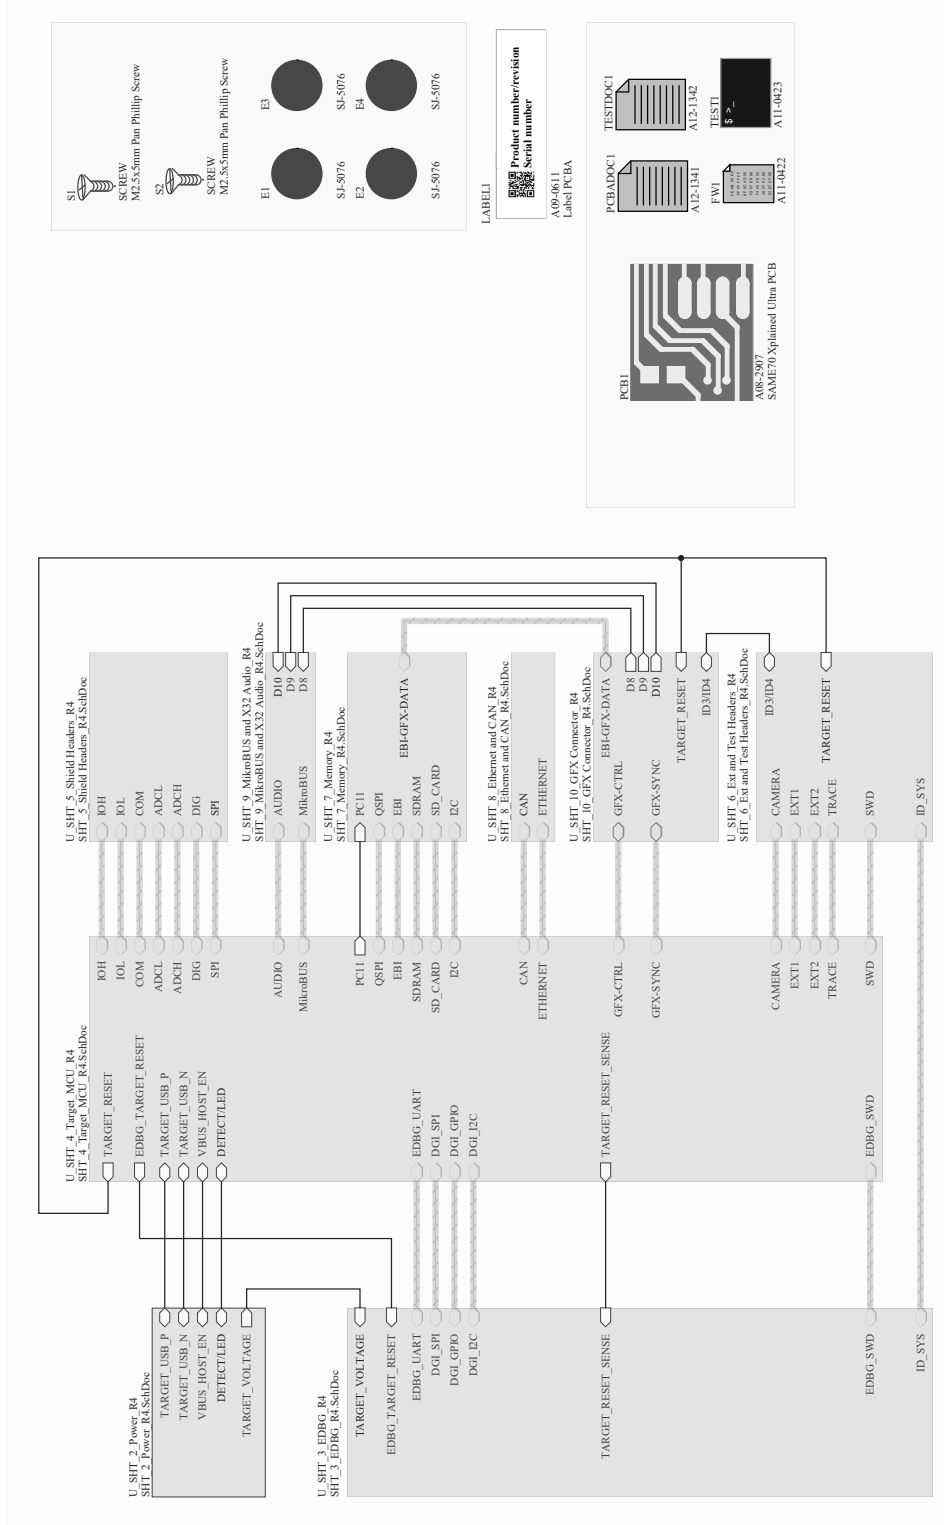 U_SHT_2_Power_R4
SHT_2_Power_R4.SchDoc
TARGET_USB_P
TARGET_USB_N
VBUS_HOST_EN
DETECT/LED
TARGET_VOLTAGE
U_SHT_3_EDBG_R4
SHT_3_EDBG_R4.SchDoc
TARGET_VOLTAGE
EDBG_TARGET_RESET
EDBG_UART
DGI_SPI
DGI_GPIO
DGI_I2C
TARGET_RESET_SENSE
EDBG_SWD
ID_SYS
U_SHT_4_Target_MCU_R4
SHT_4_Target_MCU_R4.SchDoc
TARGET_RESET
EDBG_TARGET_RESET
TARGET_USB_P
TARGET_USB_N
VBUS_HOST_EN
DETECT/LED
EDBG_UART
DGI_SPI
DGI_GPIO
DGI_I2C
TARGET_RESET_SENSE
EDBG_SWD
IOH
IOL
COM
ADCL
ADCH
DIG
SPI
AUDIO
MikroBUS
PC11
QSPI
EBI
SDRAM
SD_CARD
I2C
CAN
ETHERNET
GFX-CTRL
GFX-SYNC
CAMERA
EXT1
EXT2
TRACE
SWD
U_SHT_5_Shield Headers_R4
SHT_5_Shield Headers_R4.SchDoc
IOH
IOL
COM
ADCL
ADCH
DIG
SPI
U_SHT_9_MikroBUS and X32 Audio_R4
SHT_9_MikroBUS and X32 Audio_R4.SchDoc
AUDIO
MikroBUS
D10
D9
D8
U_SHT_7_Memory_R4
SHT_7_Memory_R4.SchDoc
PC11
QSPI
EBI
SDRAM
SD_CARD
I2C
EBI-GFX-DATA
U_SHT_8_Ethernet and CAN_R4
SHT_8_Ethernet and CAN_R4.SchDoc
CAN
ETHERNET
U_SHT_10_GFX Connector_R4
SHT_10_GFX Connector_R4.SchDoc
EBI-GFX-DATA
GFX-CTRL
D8
D9
GFX-SYNC
D10
TARGET_RESET
ID3/ID4
U_SHT_6_Ext and Test Headers_R4
SHT_6_Ext and Test Headers_R4.SchDoc
ID3/ID4
CAMERA
EXT1
EXT2
TARGET_RESET
TRACE
SWD
ID_SYS
S1
SCREW
M2.5x5mm Pan Phillip Screw
S2
SCREW
M2.5x5mm Pan Phillip Screw
E1
SJ-5076
E3
SJ-5076
E2
SJ-5076
E4
SJ-5076
LABEL1
Product number/revision
Serial number
A09-0611
Label PCBA
PCB1
A08-2907
SAME70 Xplained Ultra PCB
PCBADOC1
A12-1341
TESTDOC1
A12-1342
FW1
A11-0422
TEST1
$ >_
A11-0423